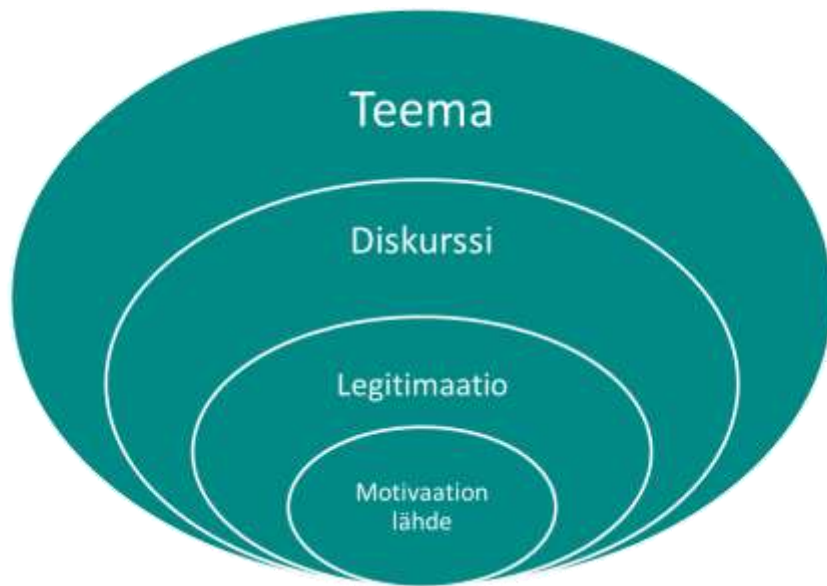 Teema
Diskurssi
Legitimaatio
Motivaation
lähde